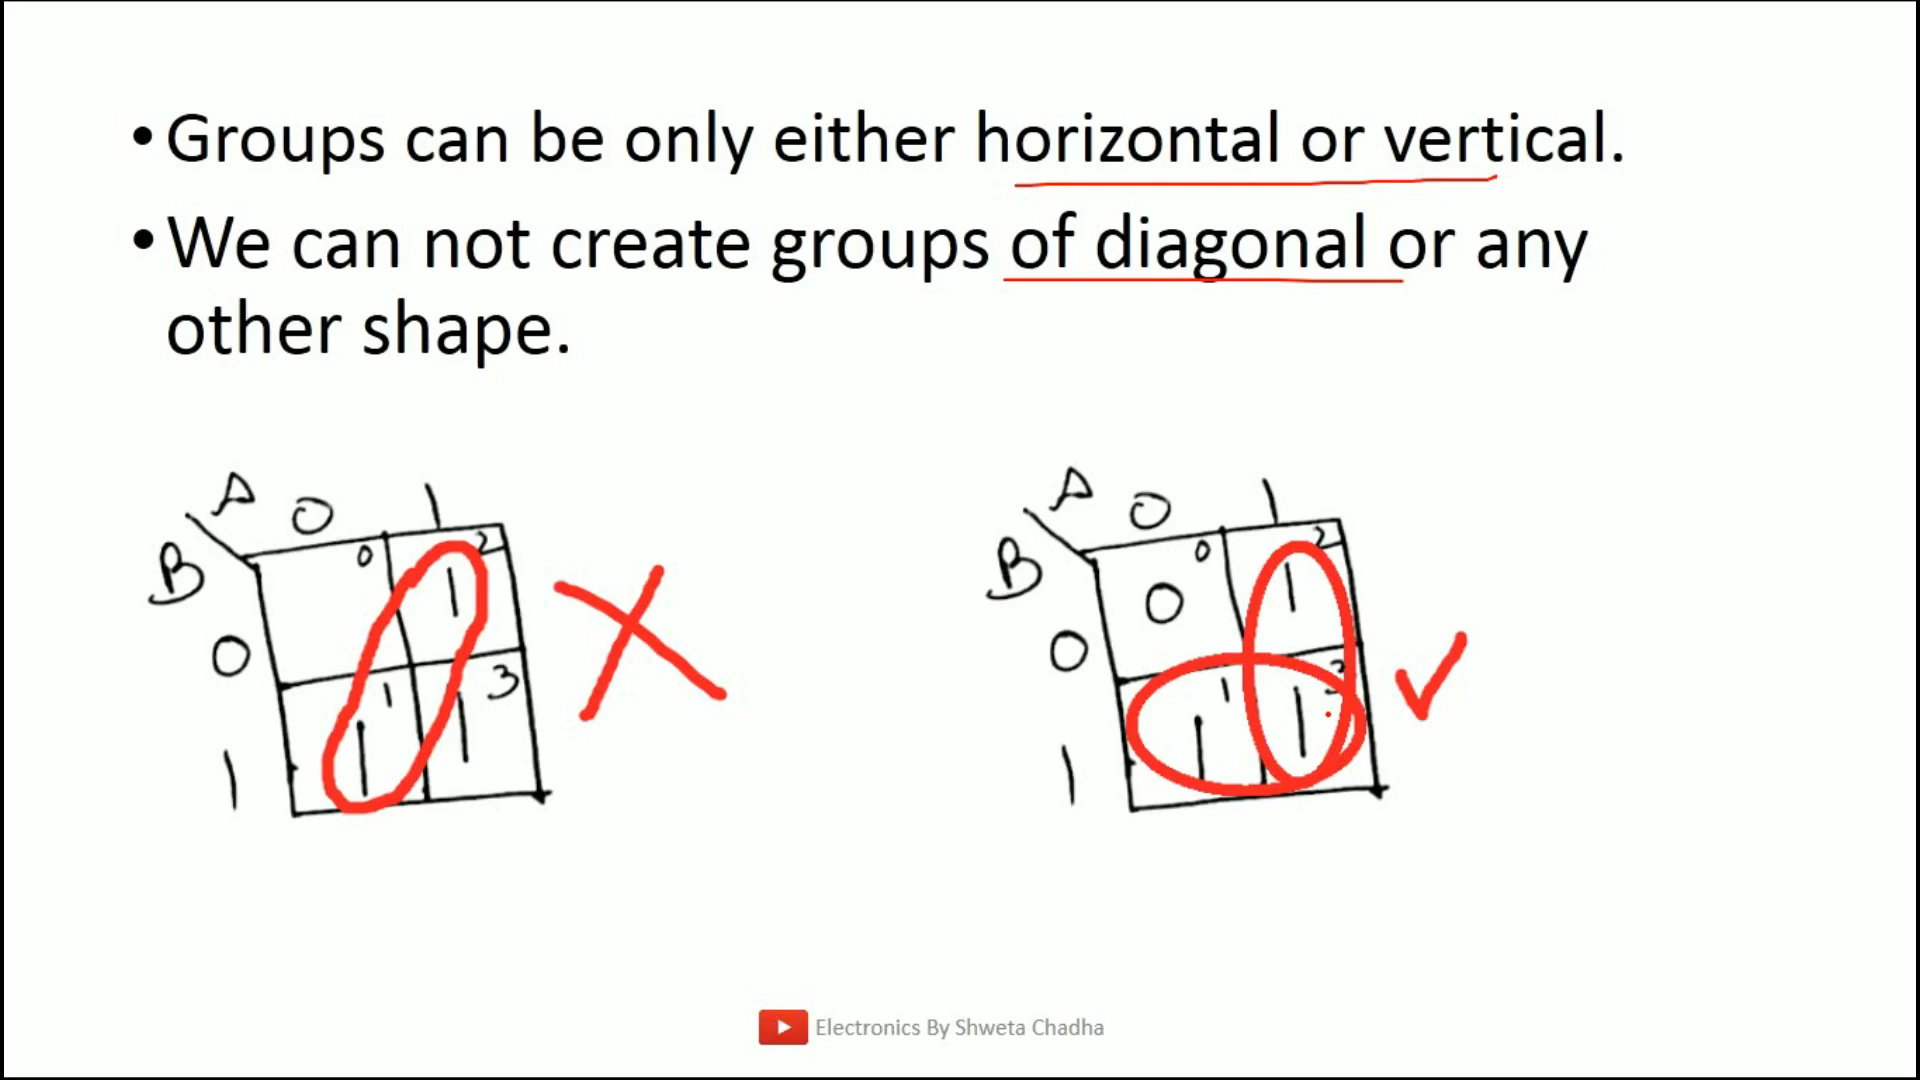 •Groups can be only either horizontal or vertical.
•We can not create groups of diagonal or any
other shape.
A 0 1
B
0 2
1
0
1 3
1 1
1
A 0 1
B
0 2
0 1
0
1 3
1 1
1
Electronics By Shweta Chadha